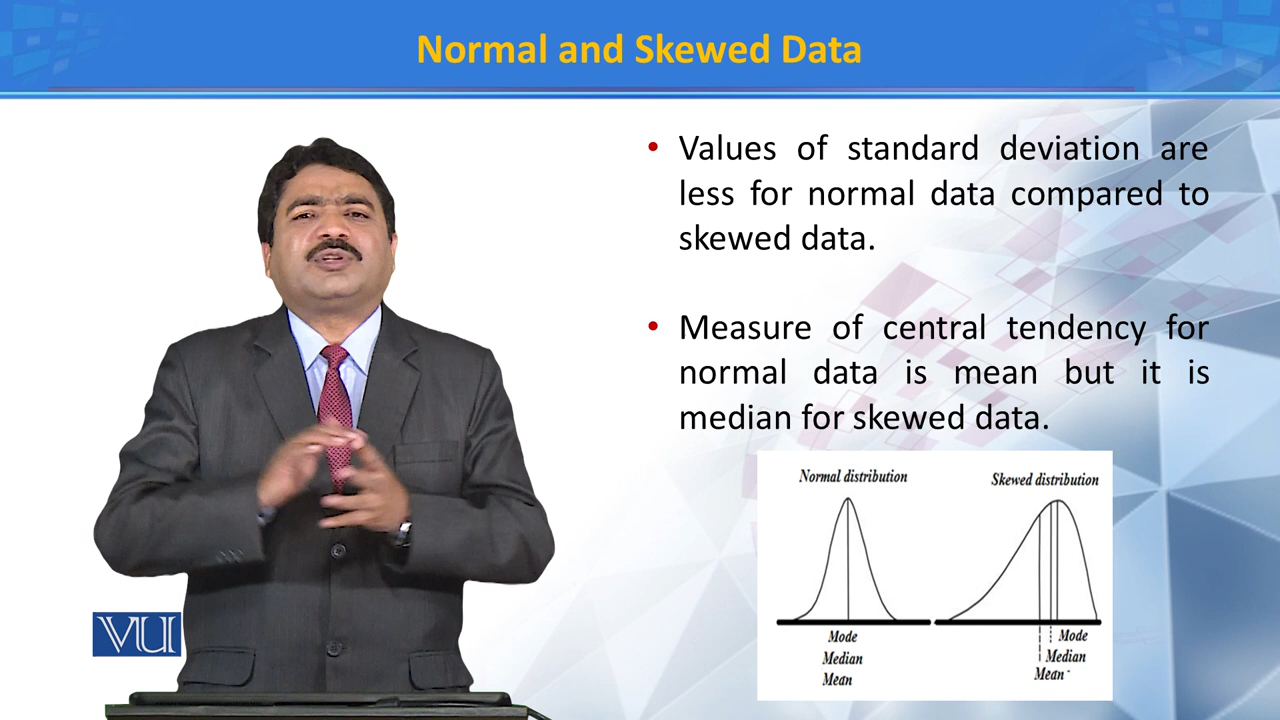 Normal and Skewed Data
• Values of standard deviation are
less for normal data compared to
skewed data.
• Measure of central tendency for
normal data is mean but it is
median for skewed data.
Normal distribution
Skewed distribution
Mode
Median
Mean
Mode
Median
Mean
VU